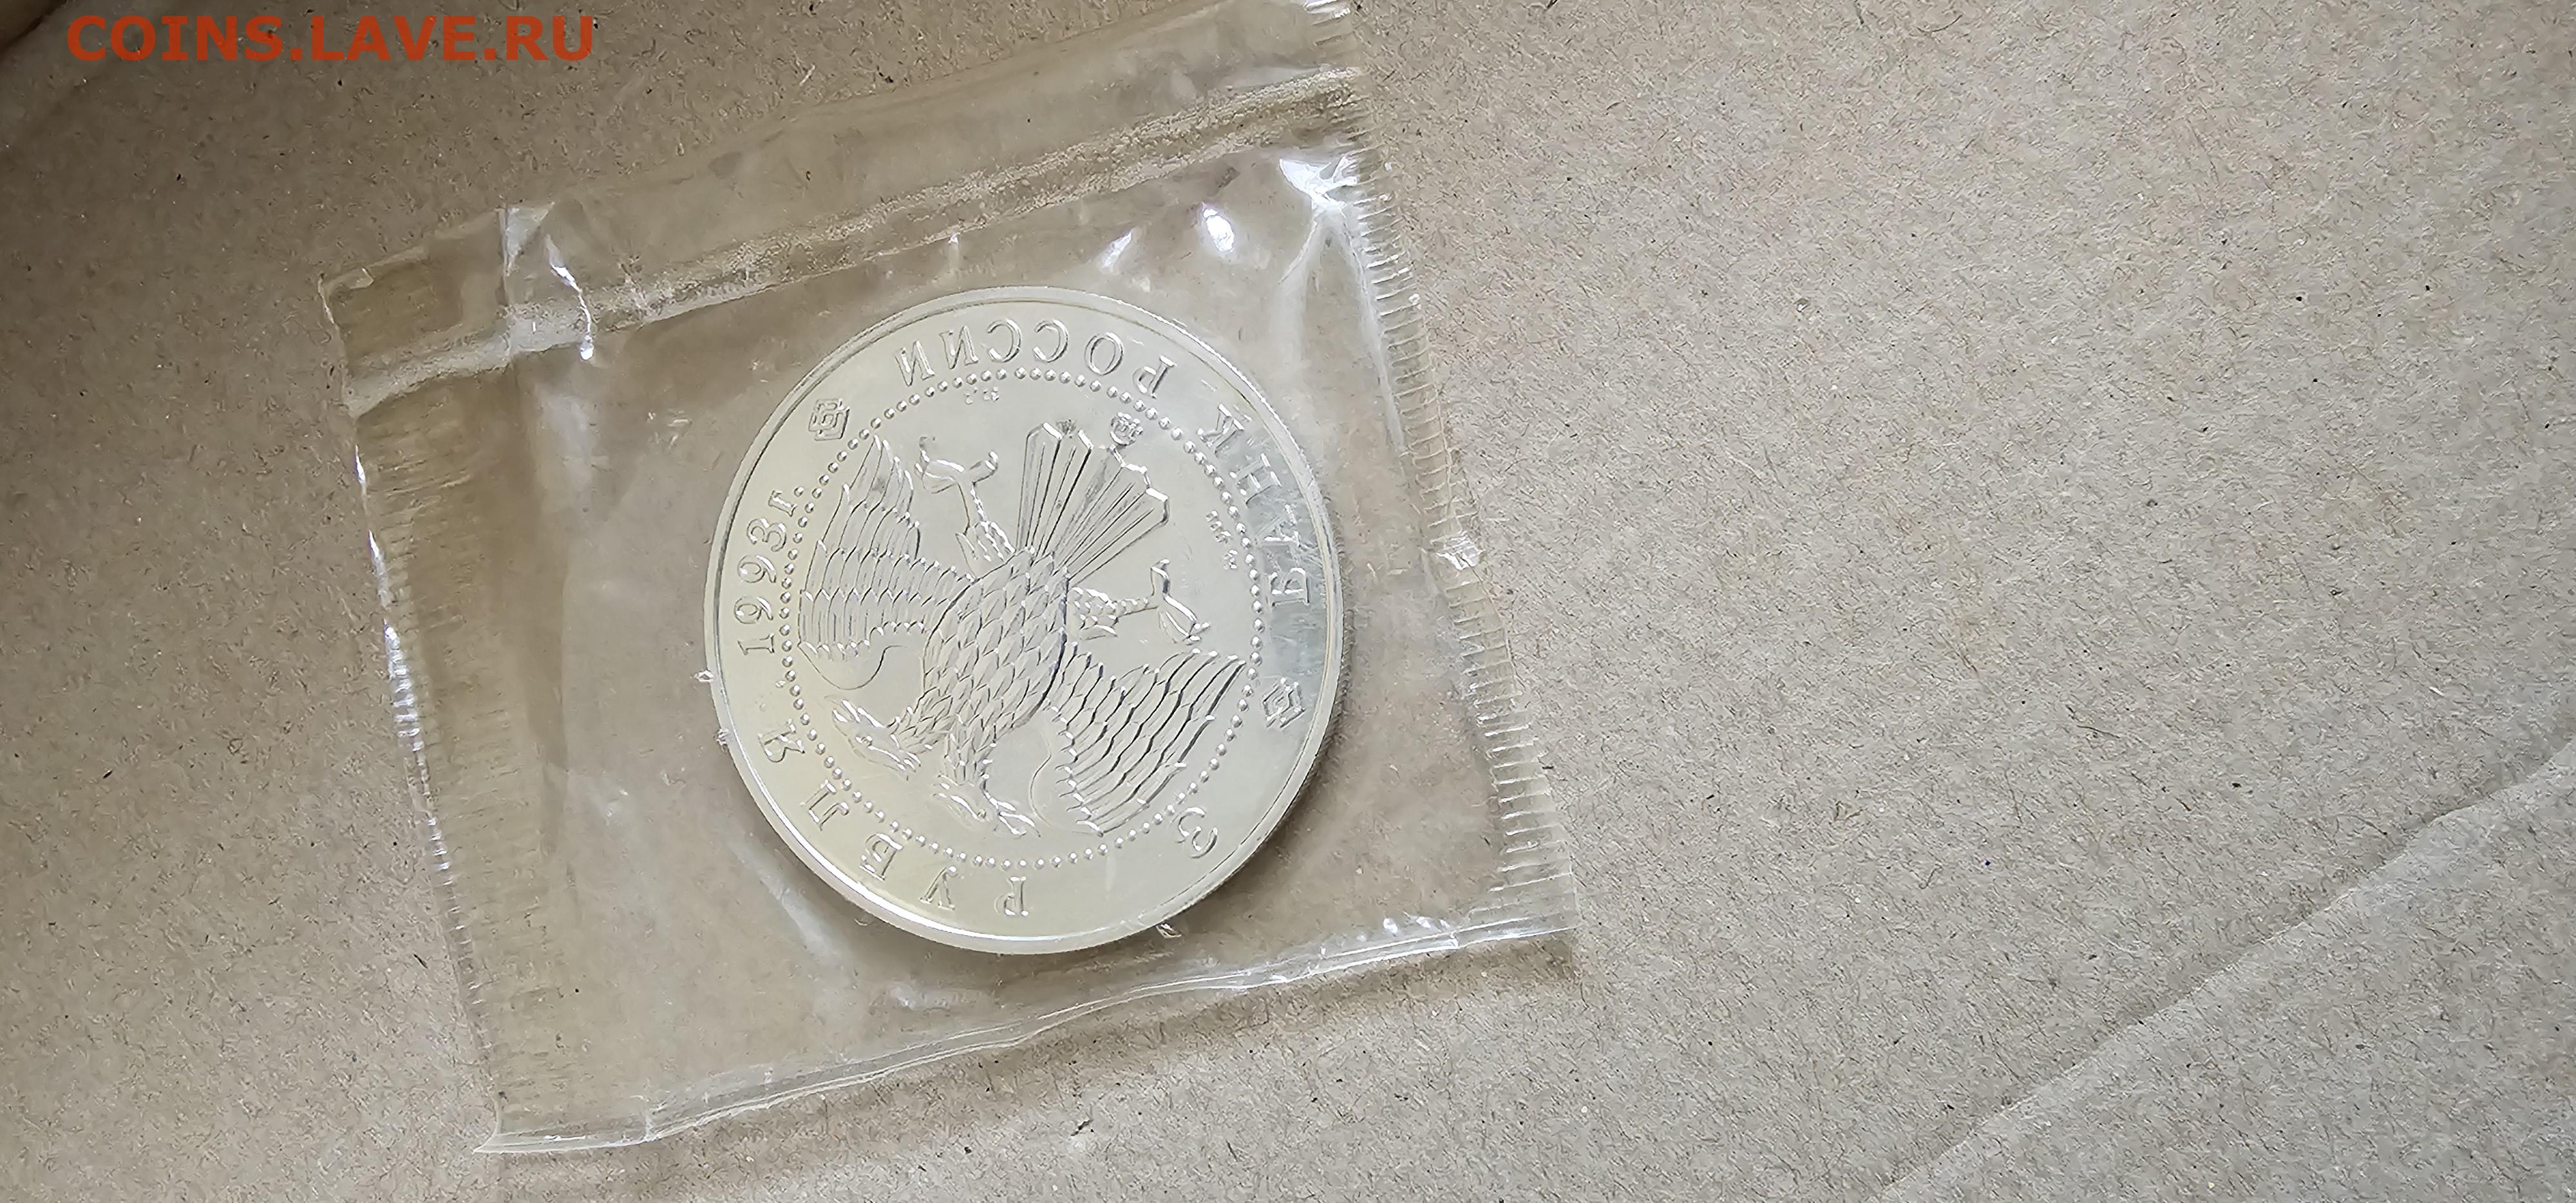 COINS.LAVE.RU
3 РУБЛЯ 1993г.
БАНК РОССИИ